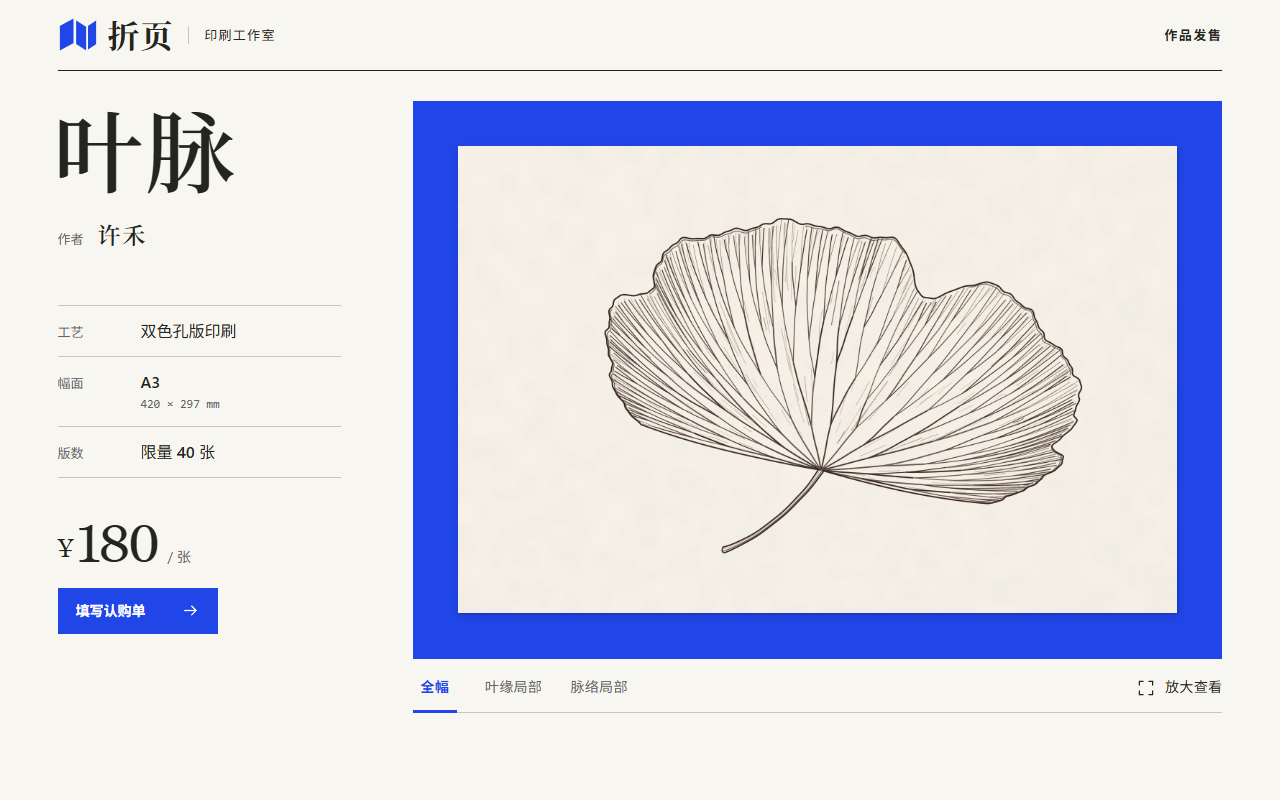 折页
印刷工作室
作品发售
叶脉
作者 许禾
工艺 双色孔版印刷
幅面 A3
420 × 297 mm
版数 限量 40 张
¥180 / 张
填写认购单 →
全幅 叶缘局部 脉络局部 放大查看